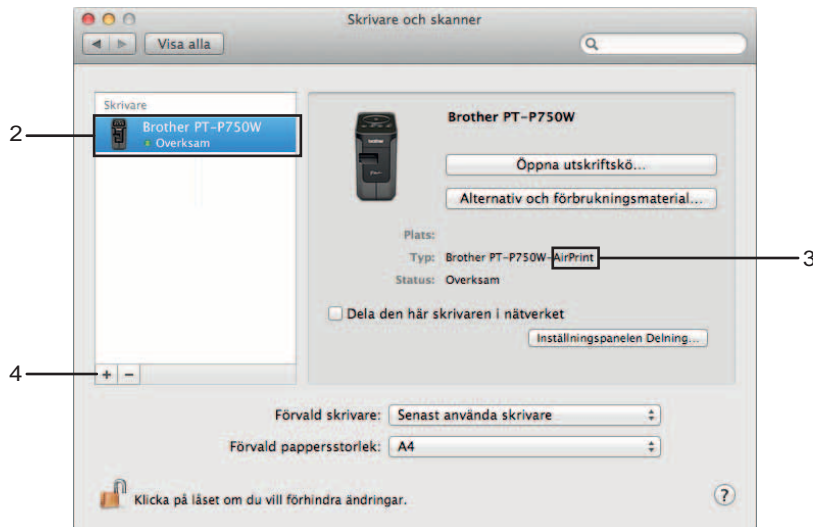 Skrivare och skanner
Visa alla
Skrivare
2
Brother PT-P750W
Overksam
Brother PT-P750W
Öppna utskriftskö...
Alternativ och förbrukningsmaterial...
Plats:
Typ: Brother PT-P750W-AirPrint
3
Status: Overksam
Dela den här skrivaren i nätverket
Inställningspanelen Delning...
4
+ −
Förvald skrivare: Senast använda skrivare
Förvald pappersstorlek: A4
Klicka på låset om du vill förhindra ändringar.
?